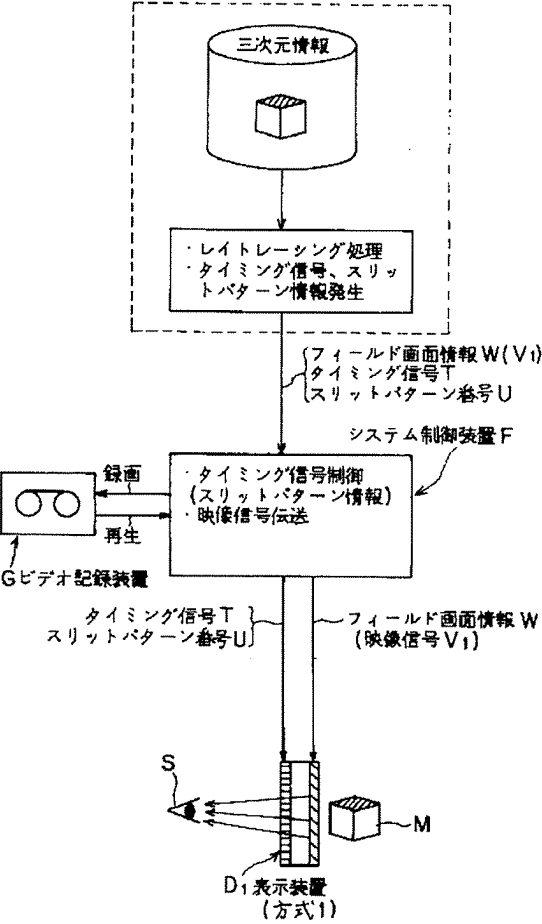 三次元情報
・レイトレーシング処理
・タイミング信号、スリッ
トパターン情報発生
フィールド画面情報W(V1)
タイミング信号T
スリットパターン番号U
システム制御装置F
録画
再生
Gビデオ記録装置
・タイミング信号制御
(スリットパターン情報)
・映像信号伝送
タイミング信号T
スリットパターン番号U
フィールド画面情報W
(映像信号V1)
S
M
D1表示装置
(方式1)